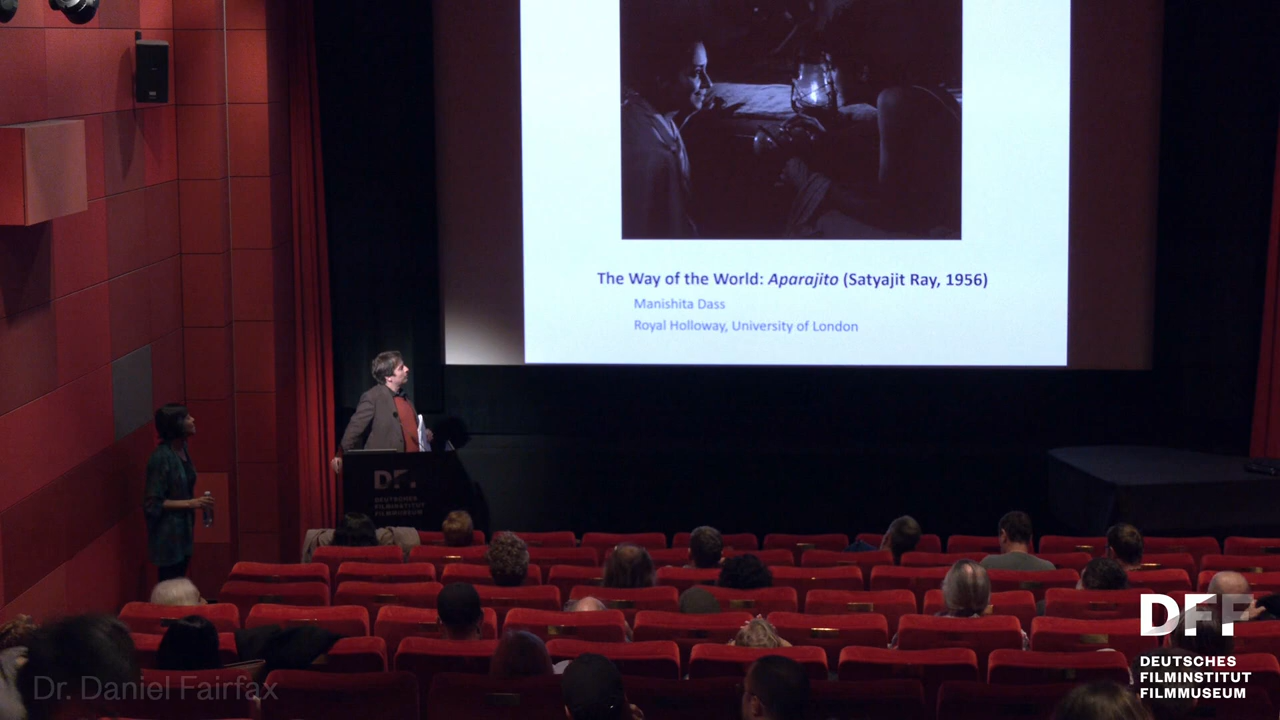 The Way of the World: Aparajito (Satyajit Ray, 1956)
Manishita Dass
Royal Holloway, University of London
DF.
DEUTSCHES
FILMINSTITUT
FILMMUSEUM
Dr. Daniel Fairfax
DFF
DEUTSCHES
FILMINSTITUT
FILMMUSEUM